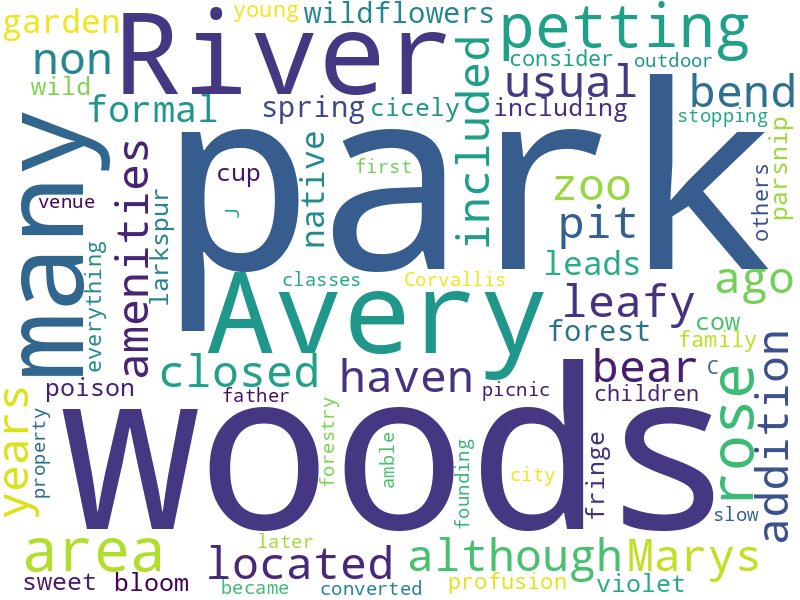 garden
River
young
wildflowers
petting
non
consider
outdoor
wild
formal
spring
cicely
included
usual
including
bend
stopping
many
park
amenities
native
cup
first
zoo
parsnip
venue
larkspur
J
pit
others
everything
classes
Corvallis
leads
ago
Avery
leafy
forest
cow
family
closed
haven
bear
C
addition
poison
father
picnic
children
rose
years
property
woods
forestry
amble
founding
city
fringe
slow
area
later
located
although
Marys
sweet
bloom
became
converted
profusion
violet